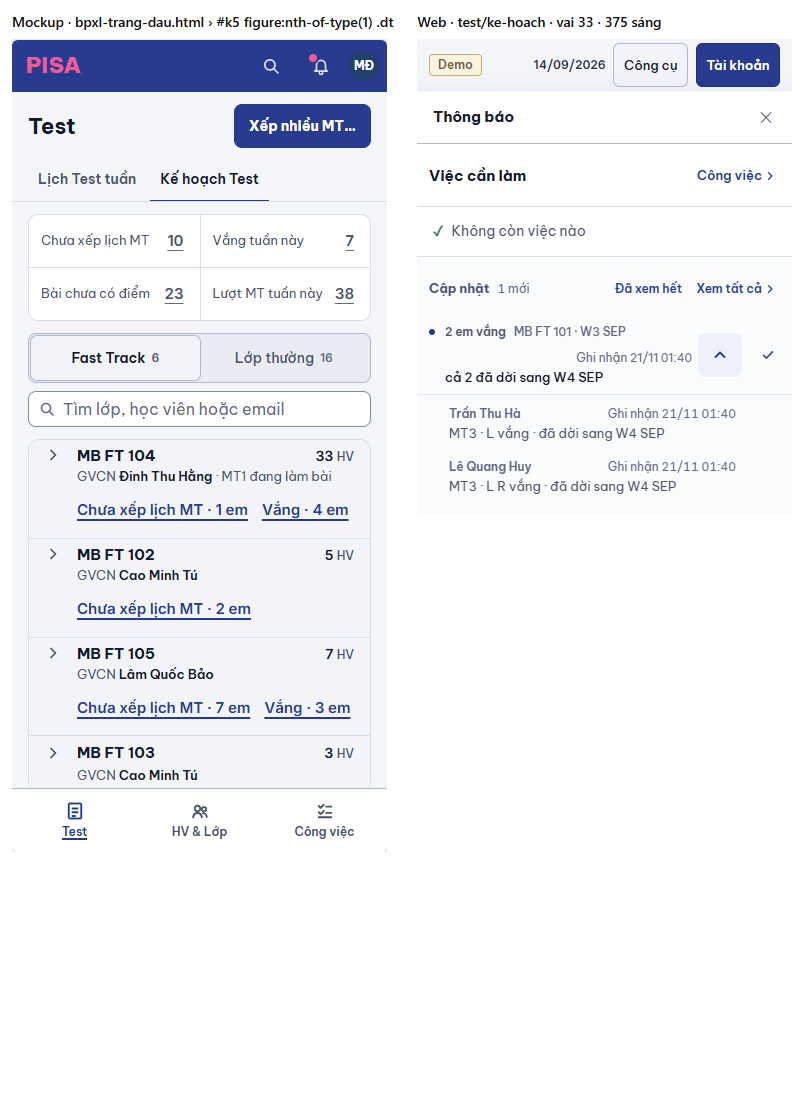 Mockup · bpxl-trang-dau.html › #k5 figure:nth-of-type(1) .dt
PISA
MĐ
Test
Xếp nhiều MT...
Lịch Test tuần
Kế hoạch Test
Chưa xếp lịch MT 10
Vắng tuần này 7
Bài chưa có điểm 23
Lượt MT tuần này 38
Fast Track 6
Lớp thường 16
Tìm lớp, học viên hoặc email
MB FT 104 33 HV
GVCN Đinh Thu Hằng · MT1 đang làm bài
Chưa xếp lịch MT · 1 em Vắng · 4 em
MB FT 102 5 HV
GVCN Cao Minh Tú
Chưa xếp lịch MT · 2 em
MB FT 105 7 HV
GVCN Lâm Quốc Bảo
Chưa xếp lịch MT · 7 em Vắng · 3 em
MB FT 103 3 HV
GVCN Cao Minh Tú
Test
HV & Lớp
Công việc
Web · test/ke-hoach · vai 33 · 375 sáng
Demo
14/09/2026
Công cụ
Tài khoản
Thông báo
Việc cần làm
Công việc
Không còn việc nào
Cập nhật 1 mới
Đã xem hết
Xem tất cả
2 em vắng MB FT 101 · W3 SEP
Ghi nhận 21/11 01:40
cả 2 đã dời sang W4 SEP
Trần Thu Hà Ghi nhận 21/11 01:40
MT3 · L vắng · đã dời sang W4 SEP
Lê Quang Huy Ghi nhận 21/11 01:40
MT3 · L R vắng · đã dời sang W4 SEP